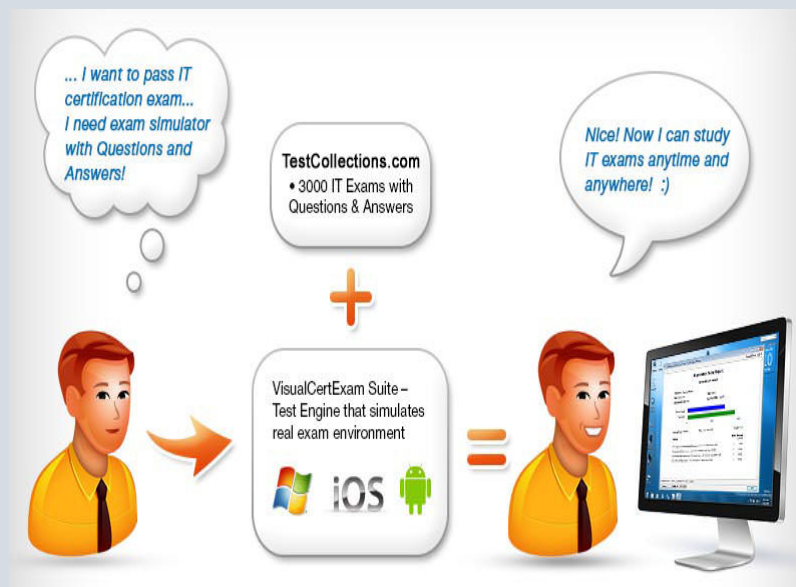 ... I want to pass IT
certification exam...
I need exam simulator
with Questions and
Answers!
TestCollections.com
• 3000 IT Exams with
Questions & Answers
Nice! Now I can study
IT exams anytime and
anywhere! :)
VisualCertExam Suite –
Test Engine that simulates
real exam environment
iOS